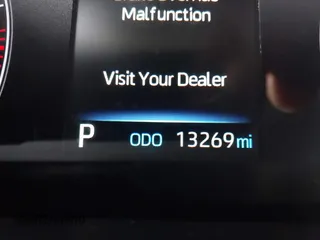 Malfunction
Visit Your Dealer
P ODO 13269 mi